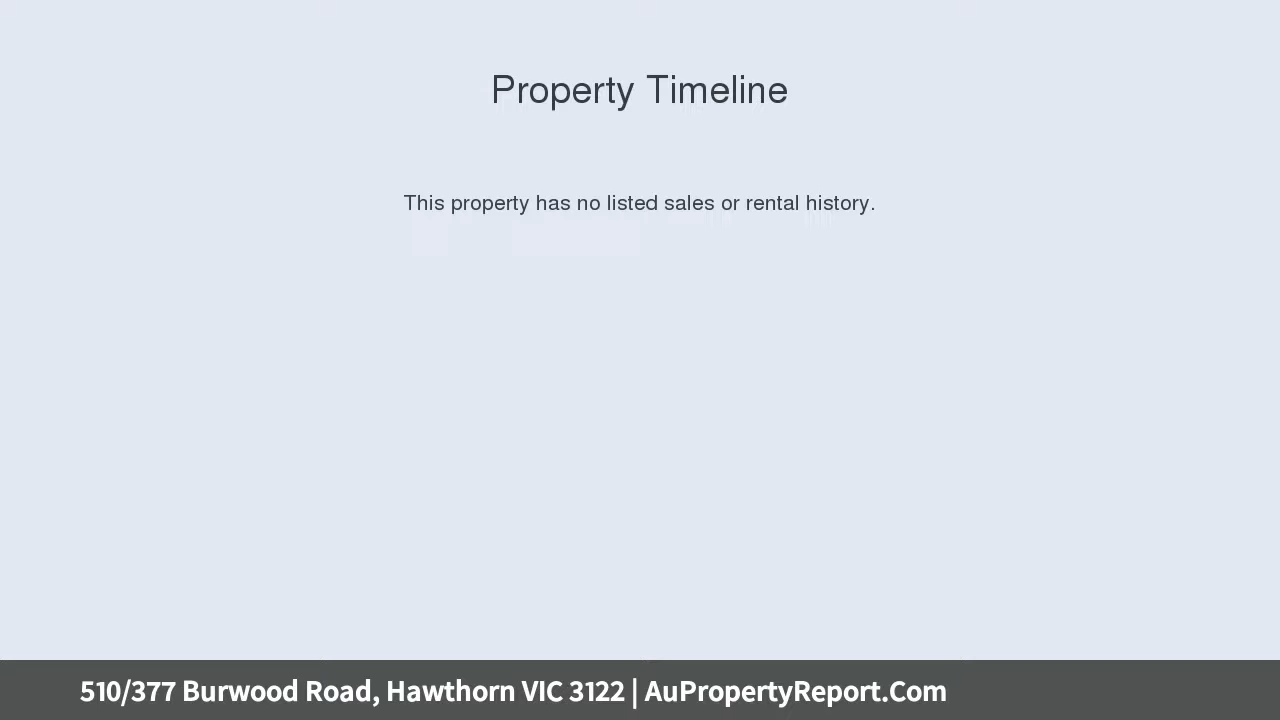 Property Timeline
This property has no listed sales or rental history.
510/377 Burwood Road, Hawthorn VIC 3122 | AuPropertyReport.Com